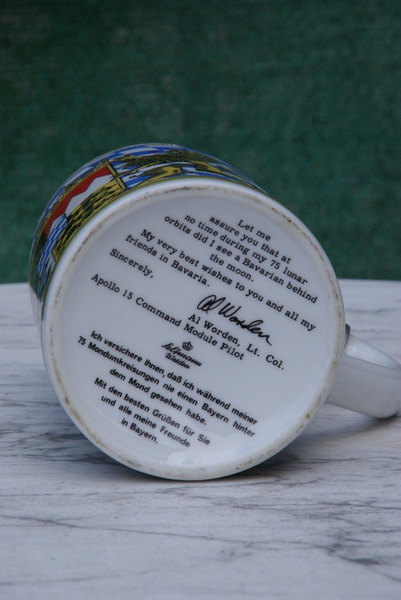 Let me
assure you that at
no time during my 75 lunar
orbits did I see a Bavarian behind
the moon.
My very best wishes to you and all my
friends in Bavaria.
Sincerely,
Al Worden
Al Worden, Lt. Col.
Apollo 15 Command Module Pilot
Seltmann
Weiden
Ich versichere Ihnen, daß ich während meiner
75 Mondumkreisungen nie einen Bayern hinter
dem Mond gesehen habe.
Mit den besten Grüßen für Sie
und alle meine Freunde
in Bayern.